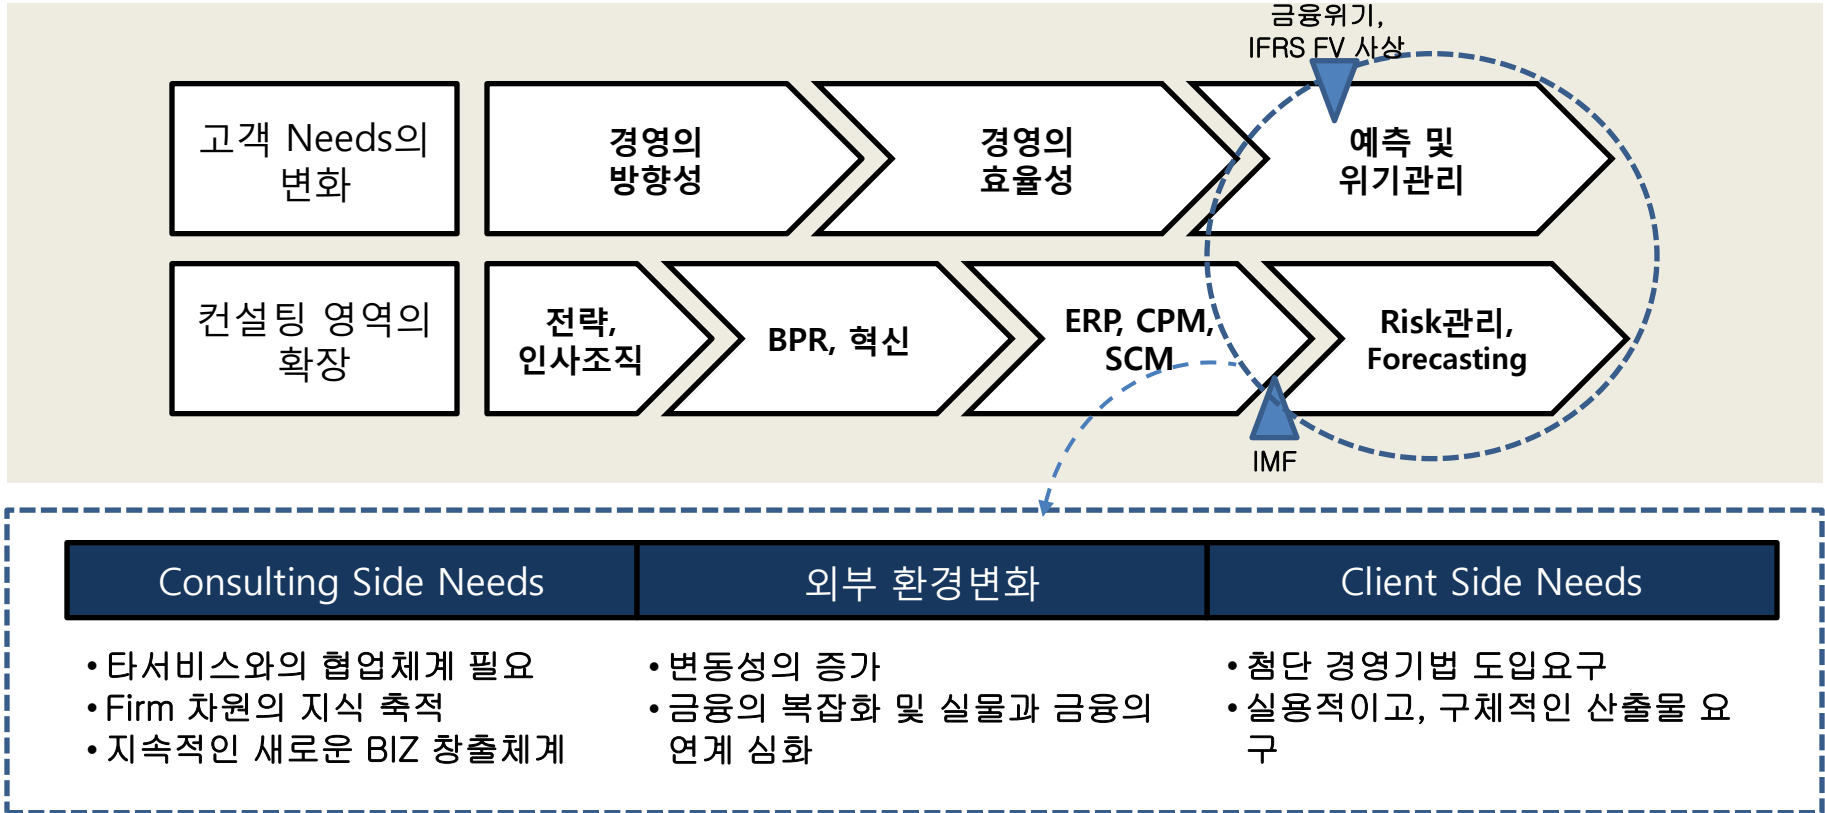 금융위기,
IFRS FV 사상
고객 Needs의
변화
경영의
방향성
경영의
효율성
예측 및
위기관리
컨설팅 영역의
확장
전략,
인사조직
BPR, 혁신
ERP, CPM,
SCM
Risk관리,
Forecasting
IMF
Consulting Side Needs
외부 환경변화
Client Side Needs
• 타서비스와의 협업체계 필요
• Firm 차원의 지식 축적
• 지속적인 새로운 BIZ 창출체계
• 변동성의 증가
• 금융의 복잡화 및 실물과 금융의
연계 심화
• 첨단 경영기법 도입요구
• 실용적이고, 구체적인 산출물 요
구